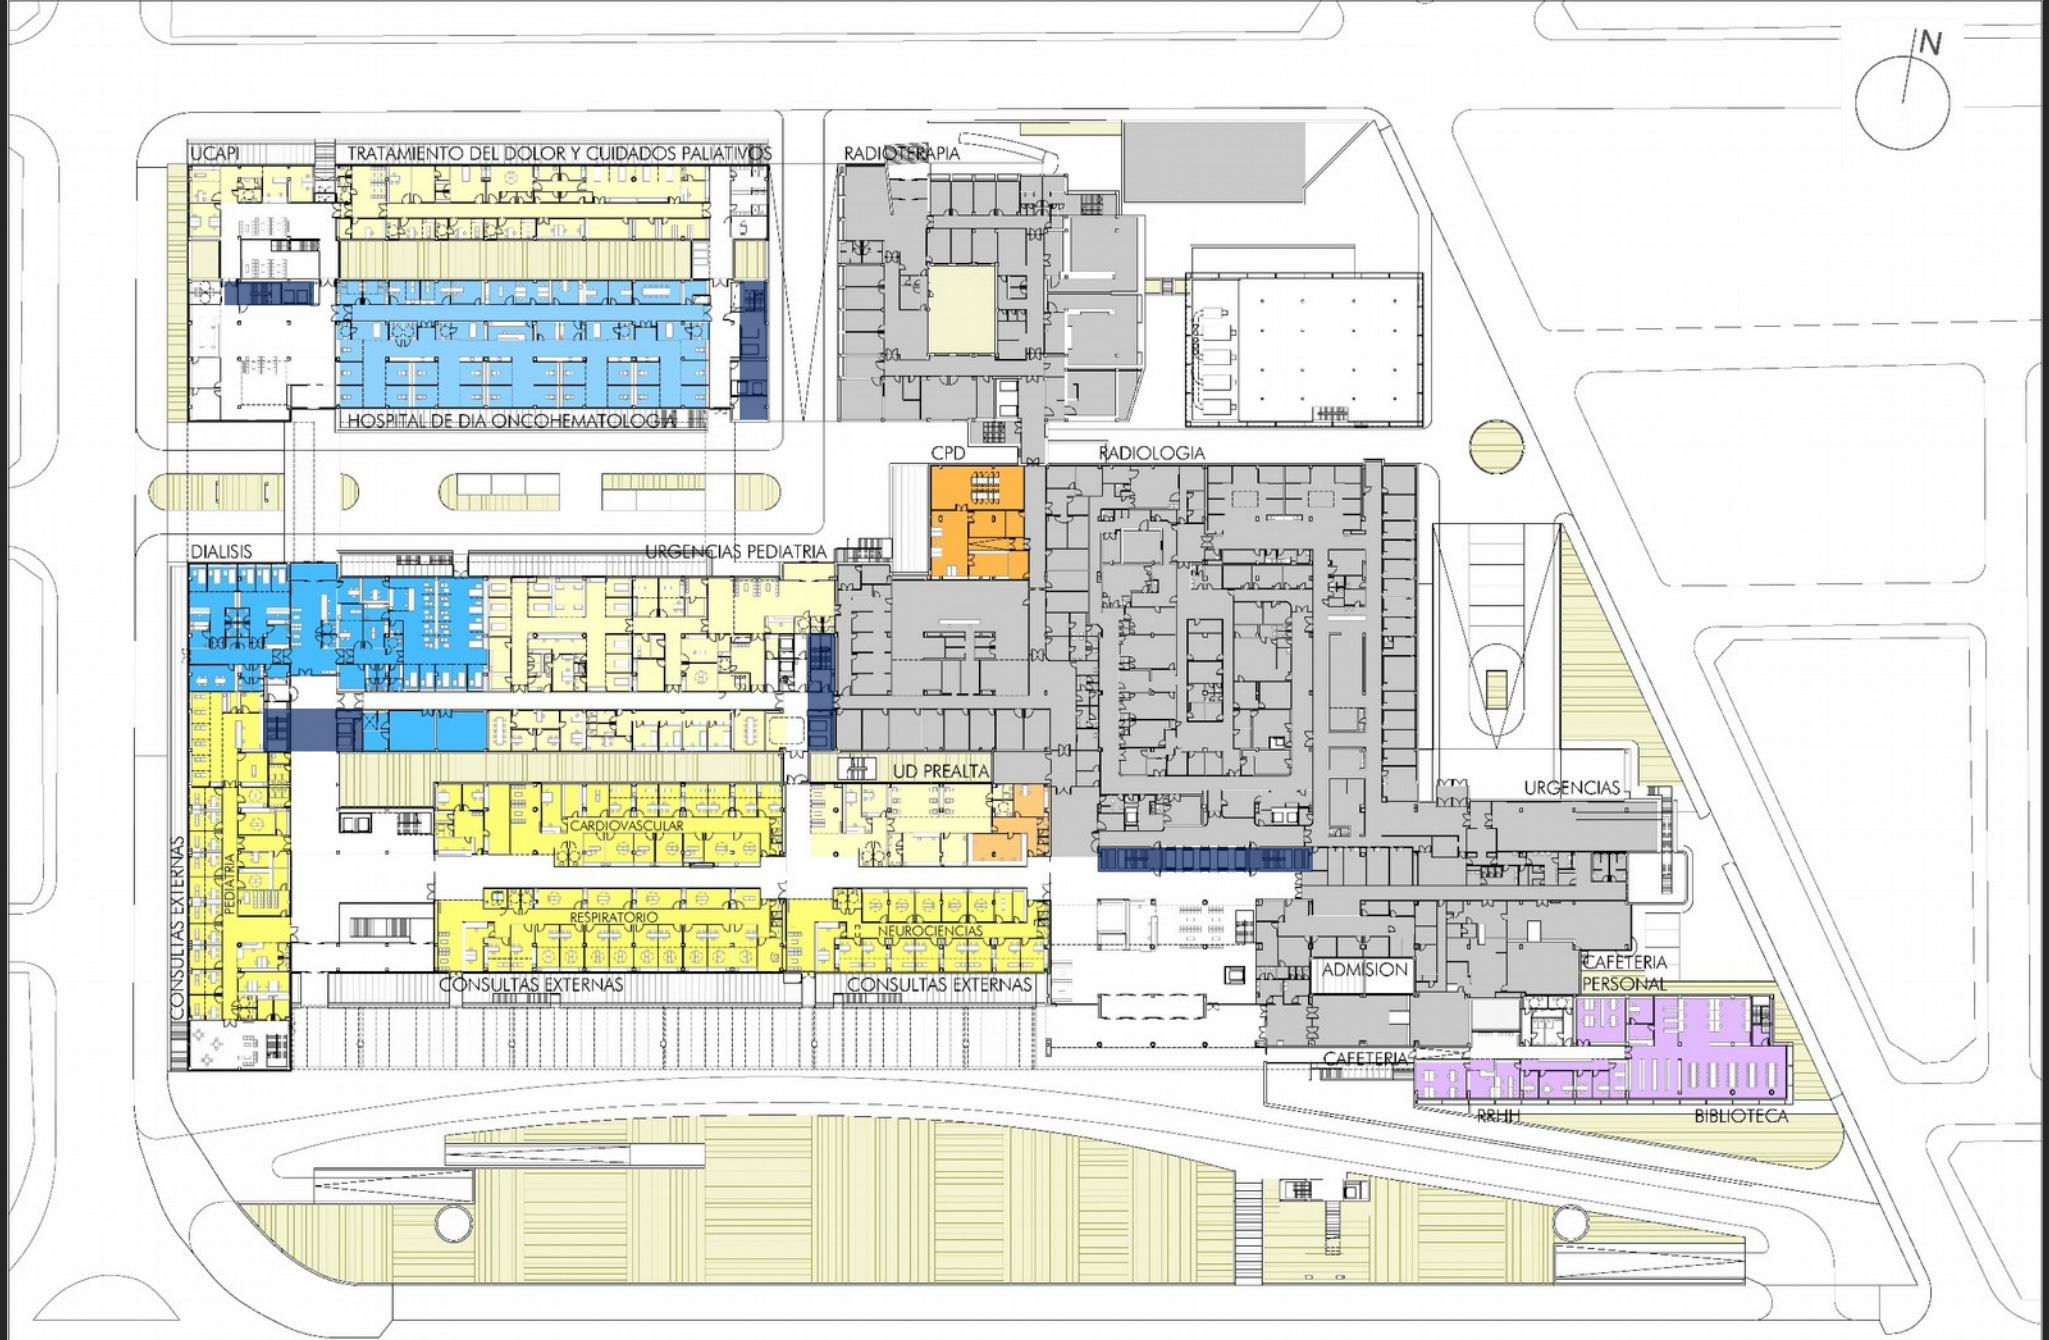 N
UCAPI
TRATAMIENTO DEL DOLOR Y CUIDADOS PALIATIVOS
RADIOTERAPIA
HOSPITAL DE DIA ONCOHEMATOLOGIA
CPD
RADIOLOGIA
DIALISIS
URGENCIAS PEDIATRIA
UD PREALTA
URGENCIAS
CARDIOVASCULAR
CONSULTAS EXTERNAS
PEDIATRIA
RESPIRATORIO
NEUROCIENCIAS
CONSULTAS EXTERNAS
CONSULTAS EXTERNAS
ADMISION
CAFETERIA
PERSONAL
CAFETERIA
RRHH
BIBLIOTECA